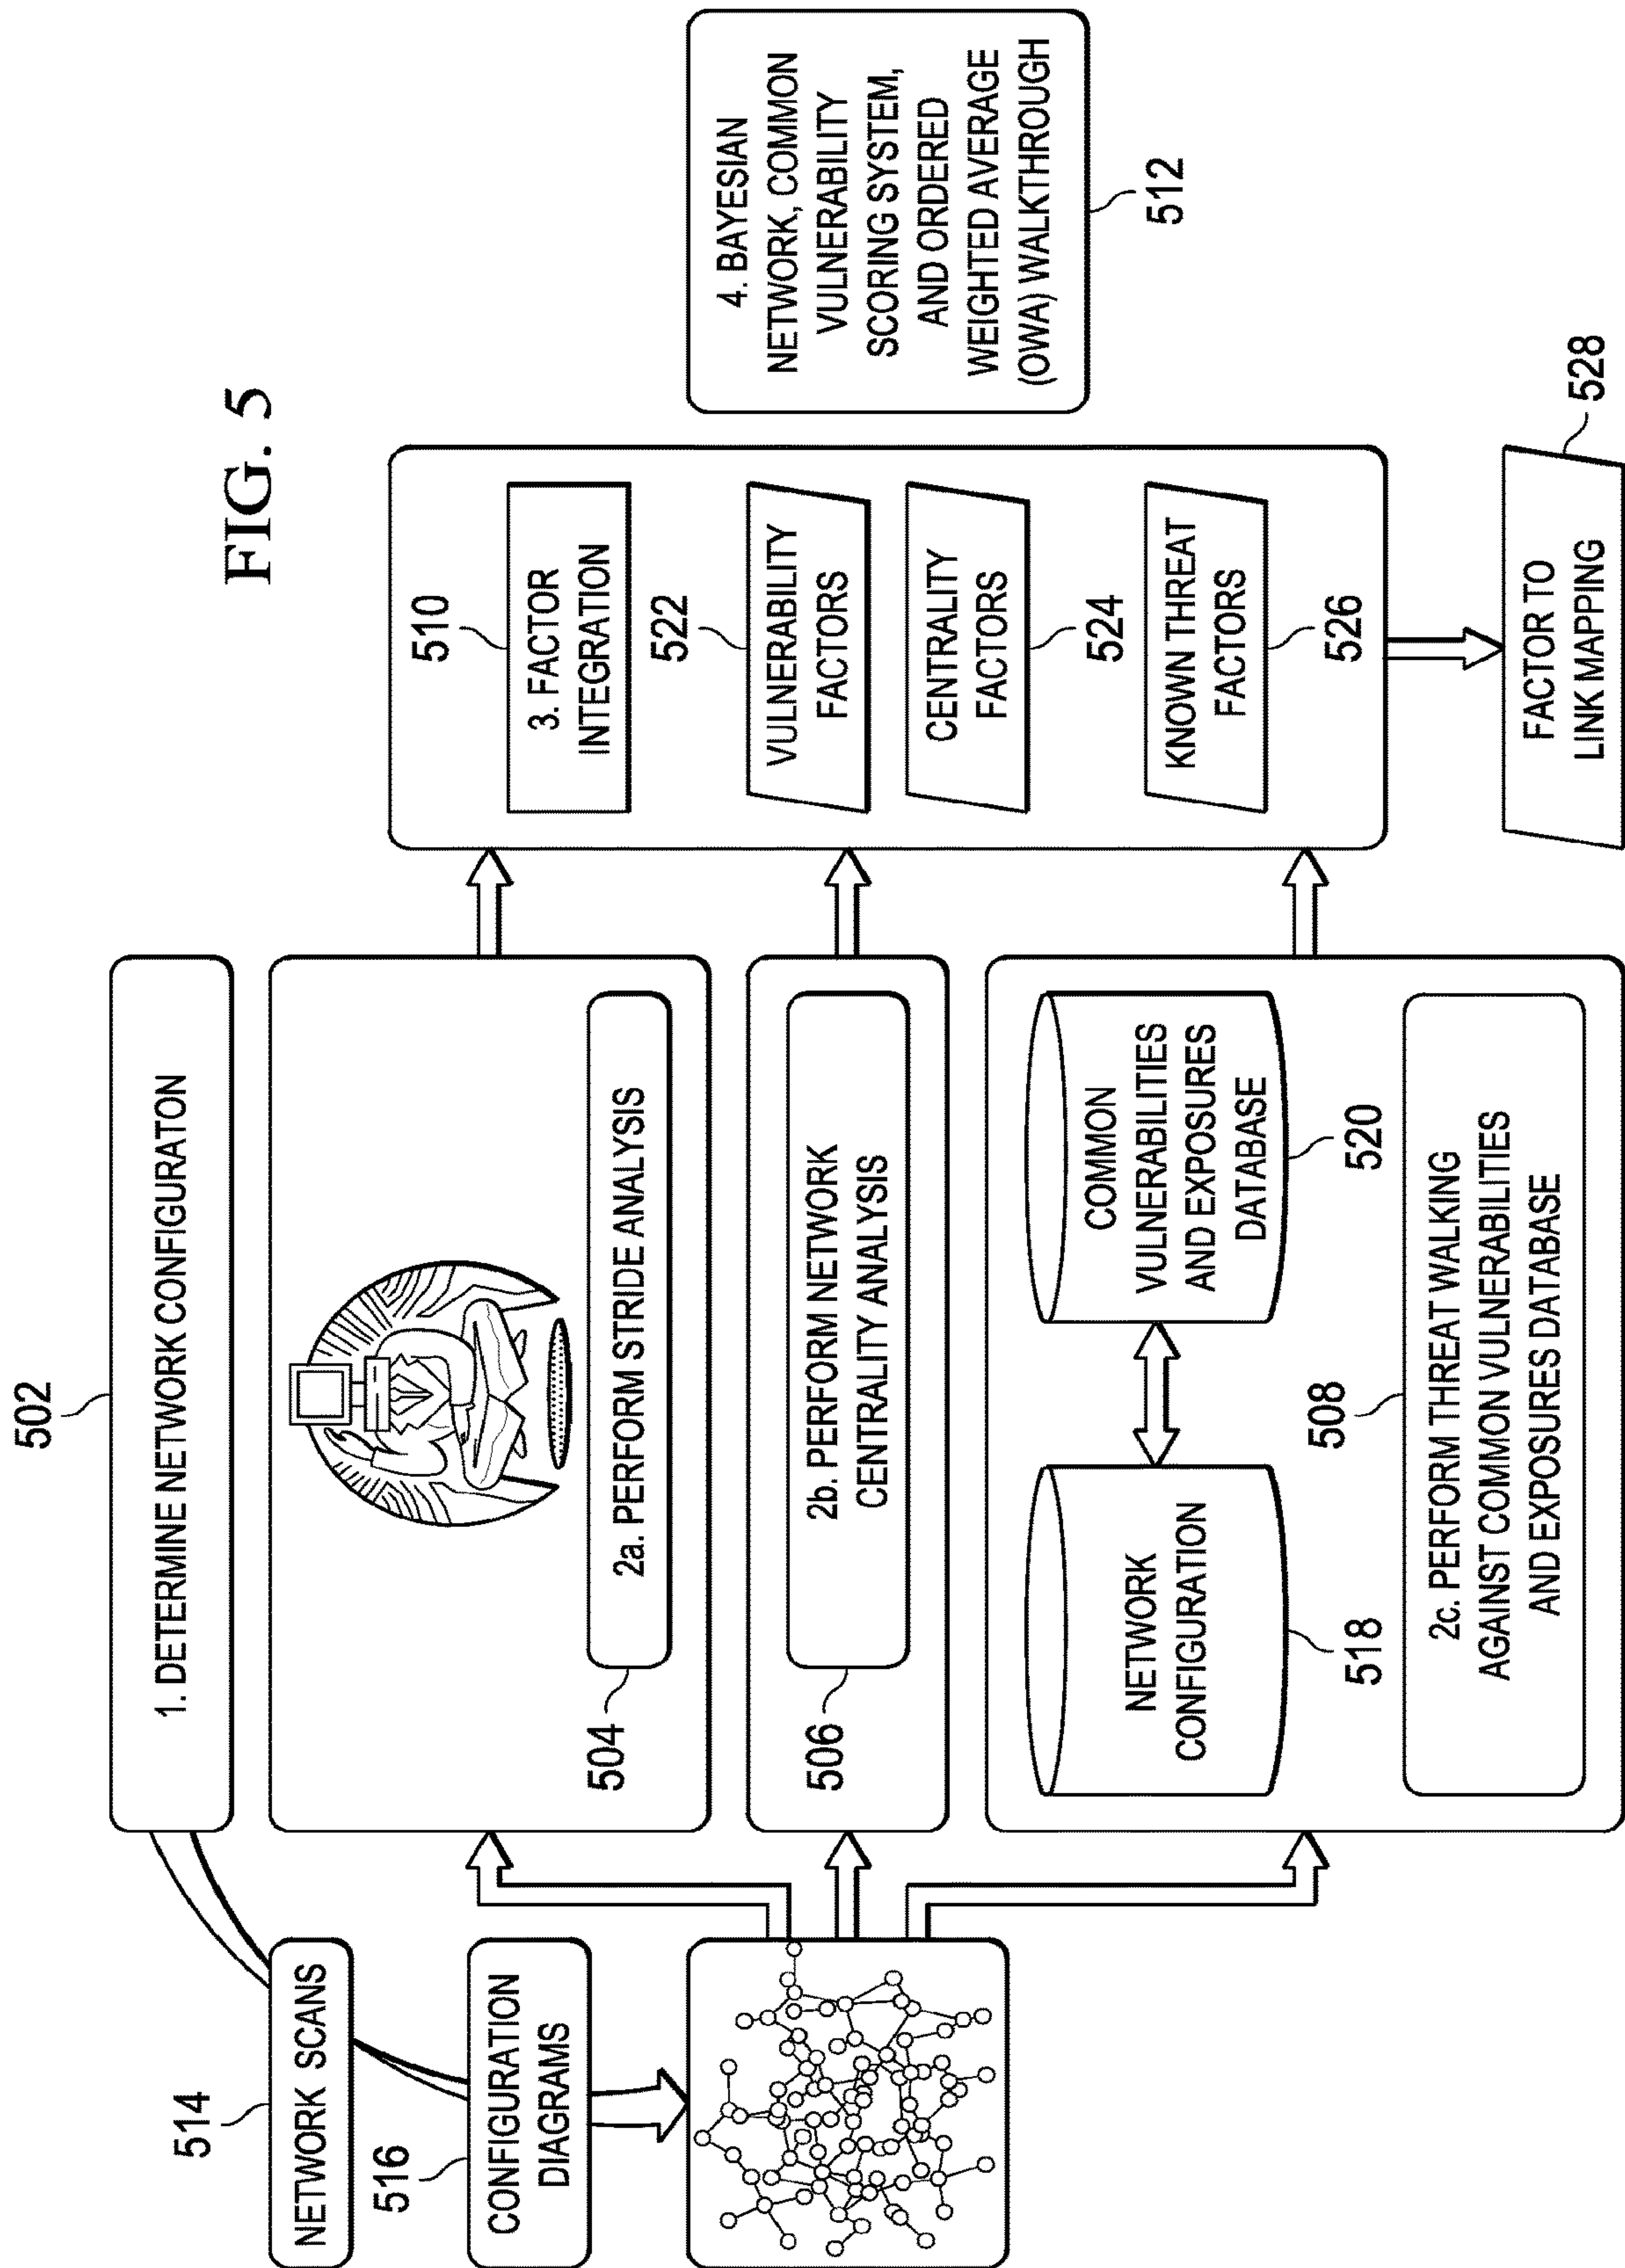 FIG. 5
502
1. DETERMINE NETWORK CONFIGURATON
514
NETWORK SCANS
516
CONFIGURATION
DIAGRAMS
504
2a. PERFORM STRIDE ANALYSIS
506
2b. PERFORM NETWORK
CENTRALITY ANALYSIS
NETWORK
CONFIGURATION
518
COMMON
VULNERABILITIES
AND EXPOSURES
DATABASE
520
508
2c. PERFORM THREAT WALKING
AGAINST COMMON VULNERABILITIES
AND EXPOSURES DATABASE
510
3. FACTOR
INTEGRATION
522
VULNERABILITY
FACTORS
CENTRALITY
FACTORS
524
KNOWN THREAT
FACTORS
526
FACTOR TO
LINK MAPPING
528
4. BAYESIAN
NETWORK, COMMON
VULNERABILITY
SCORING SYSTEM,
AND ORDERED
WEIGHTED AVERAGE
(OWA) WALKTHROUGH
512